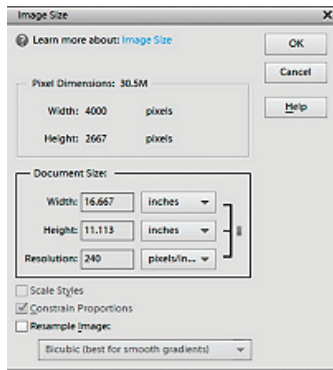 Image Size
Learn more about: Image Size
OK
Cancel
Help
Pixel Dimensions: 30.5M
Width: 4000 pixels
Height: 2667 pixels
Document Size:
Width: 16.667 inches
Height: 11.113 inches
Resolution: 240 pixels/in...
Scale Styles
Constrain Proportions
Resample Image:
Bicubic (best for smooth gradients)